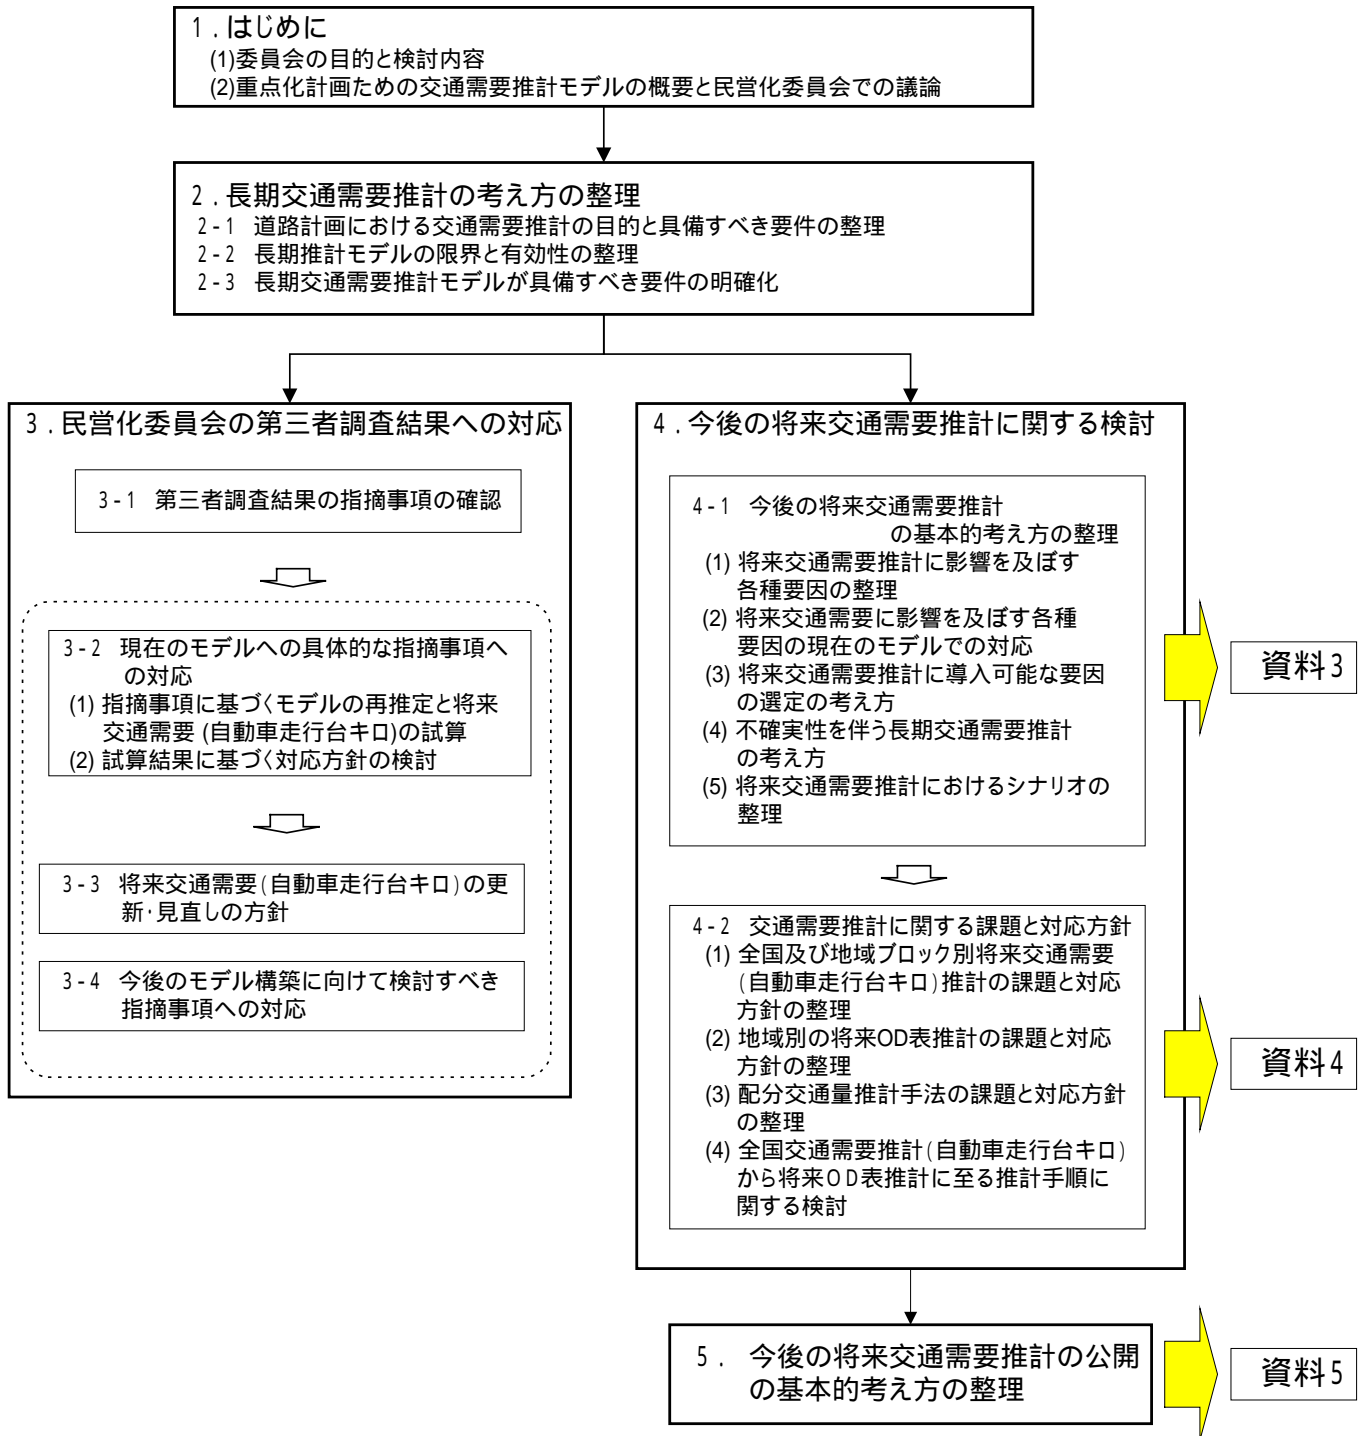 1．はじめに
(1)委員会の目的と検討内容
(2)重点化計画ための交通需要推計モデルの概要と民営化委員会での議論
2．長期交通需要推計の考え方の整理
2-1 道路計画における交通需要推計の目的と具備すべき要件の整理
2-2 長期推計モデルの限界と有効性の整理
2-3 長期交通需要推計モデルが具備すべき要件の明確化
3．民営化委員会の第三者調査結果への対応
3-1 第三者調査結果の指摘事項の確認
3-2 現在のモデルへの具体的な指摘事項へ
の対応
(1) 指摘事項に基づくモデルの再推定と将来
交通需要 (自動車走行台キロ)の試算
(2) 試算結果に基づく対応方針の検討
3-3 将来交通需要(自動車走行台キロ)の更
新・見直しの方針
3-4 今後のモデル構築に向けて検討すべき
指摘事項への対応
4．今後の将来交通需要推計に関する検討
4-1 今後の将来交通需要推計
の基本的考え方の整理
(1) 将来交通需要推計に影響を及ぼす
各種要因の整理
(2) 将来交通需要に影響を及ぼす各種
要因の現在のモデルでの対応
(3) 将来交通需要推計に導入可能な要因
の選定の考え方
(4) 不確実性を伴う長期交通需要推計
の考え方
(5) 将来交通需要推計におけるシナリオの
整理
資料3
4-2 交通需要推計に関する課題と対応方針
(1) 全国及び地域ブロック別将来交通需要
(自動車走行台キロ)推計の課題と対応
方針の整理
(2) 地域別の将来OD表推計の課題と対応
方針の整理
(3) 配分交通量推計手法の課題と対応方針
の整理
(4) 全国交通需要推計(自動車走行台キロ)
から将来OD表推計に至る推計手順に
関する検討
資料4
5． 今後の将来交通需要推計の公開
の基本的考え方の整理
資料5